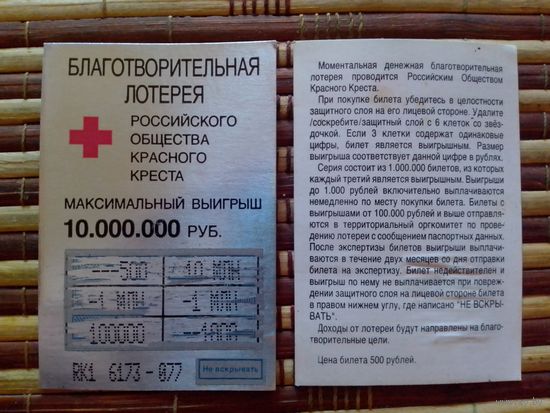 БЛАГОТВОРИТЕЛЬНАЯ
ЛОТЕРЕЯ
РОССИЙСКОГО
ОБЩЕСТВА
КРАСНОГО
КРЕСТА
МАКСИМАЛЬНЫЙ ВЫИГРЫШ
10.000.000 РУБ.
---500 10 МЛН
-1 МЛН -1 МЛН
100000 --1000
RK1 6173-077 Не вскрывать
Моментальная денежная благотворительная
лотерея проводится Российским Обществом
Красного Креста.
При покупке билета убедитесь в целостности
защитного слоя на его лицевой стороне. Удалите
/соскребите/защитный слой с 6 клеток со звёз-
дочкой. Если 3 клетки содержат одинаковые
цифры, билет является выигрышным. Размер
выигрыша соответствует данной цифре в рублях.
Серия состоит из 1.000.000 билетов, из которых
каждый третий является выигрышным. Выигрыши
до 1.000 рублей включительно выплачиваются
немедленно по месту покупки билета. Билеты с
выигрышами от 100.000 рублей и выше отправля-
ются в территориальный оргкомитет по прове-
дению лотереи с сообщением паспортных данных.
После экспертизы билетов выигрыши выплачи-
ваются в течение двух месяцев со дня отправки
билета на экспертизу. Билет недействителен и
выигрыш по нему не выплачивается при повреж-
дении защитного слоя на лицевой стороне билета
в правом нижнем углу, где написано "НЕ ВСКРЫ-
ВАТЬ".
Доходы от лотереи будут направлены на благо-
творительные цели.
Цена билета 500 рублей.